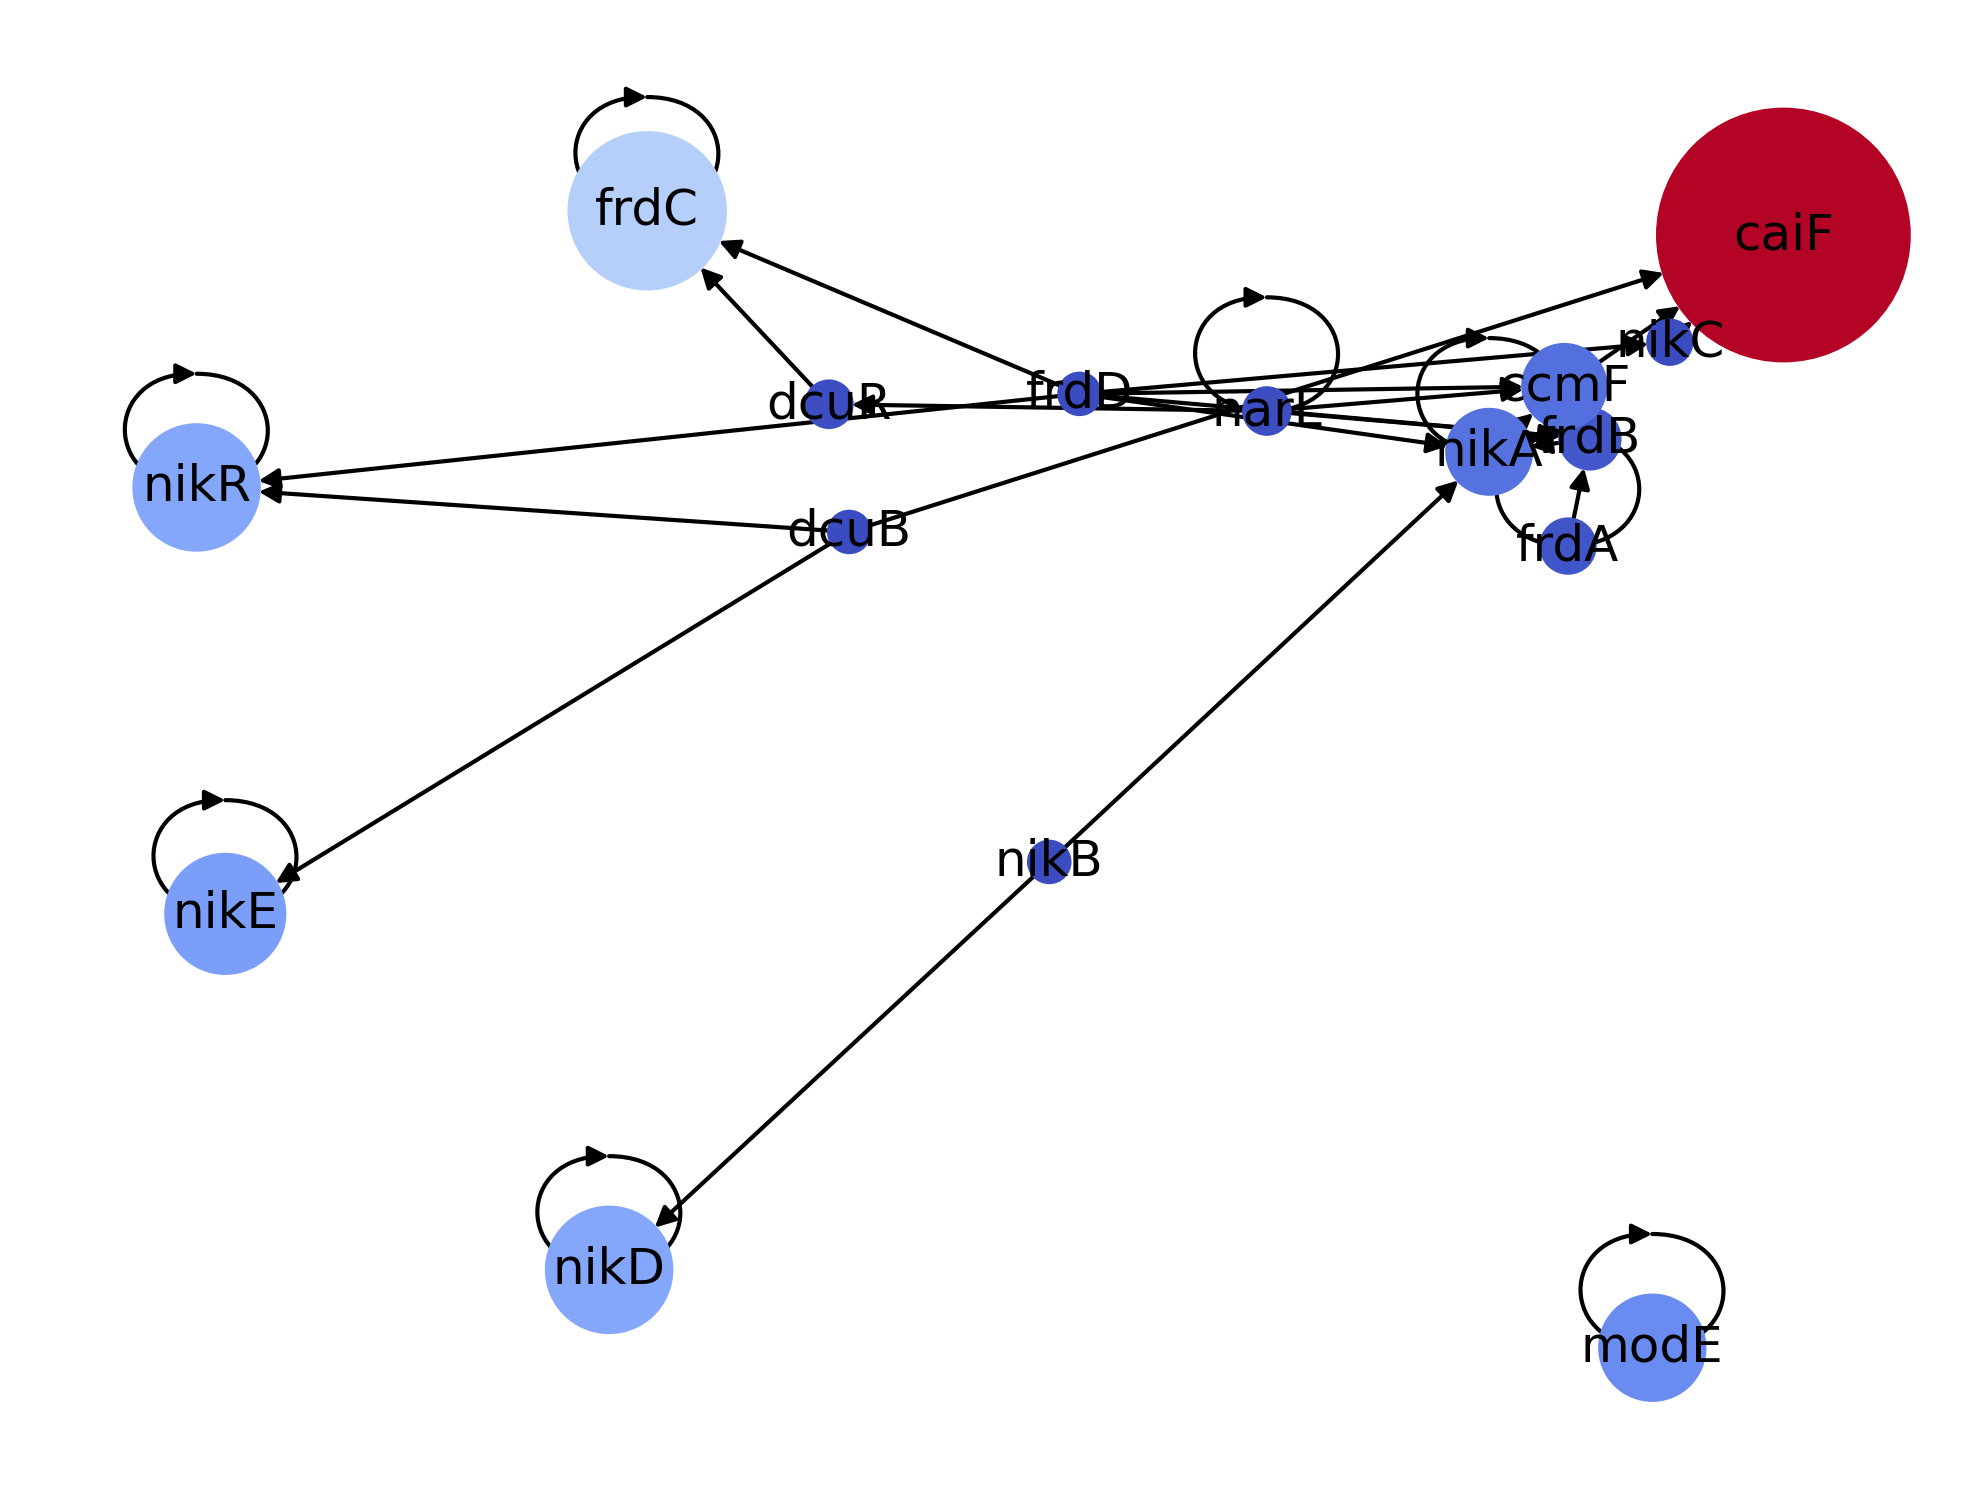 frdC
caiF
nikC
ccmF
frdD
dcuR
narL
frdB
nikA
nikR
dcuB
frdA
nikB
nikE
nikD
modE